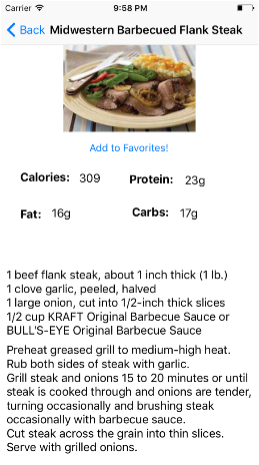 Carrier 9:58 PM
Back Midwestern Barbecued Flank Steak
Add to Favorites!
Calories: 309 Protein: 23g
Fat: 16g Carbs: 17g
1 beef flank steak, about 1 inch thick (1 lb.)
1 clove garlic, peeled, halved
1 large onion, cut into 1/2-inch thick slices
1/2 cup KRAFT Original Barbecue Sauce or
BULL'S-EYE Original Barbecue Sauce
Preheat greased grill to medium-high heat.
Rub both sides of steak with garlic.
Grill steak and onions 15 to 20 minutes or until
steak is cooked through and onions are tender,
turning occasionally and brushing steak
occasionally with barbecue sauce.
Cut steak across the grain into thin slices.
Serve with grilled onions.